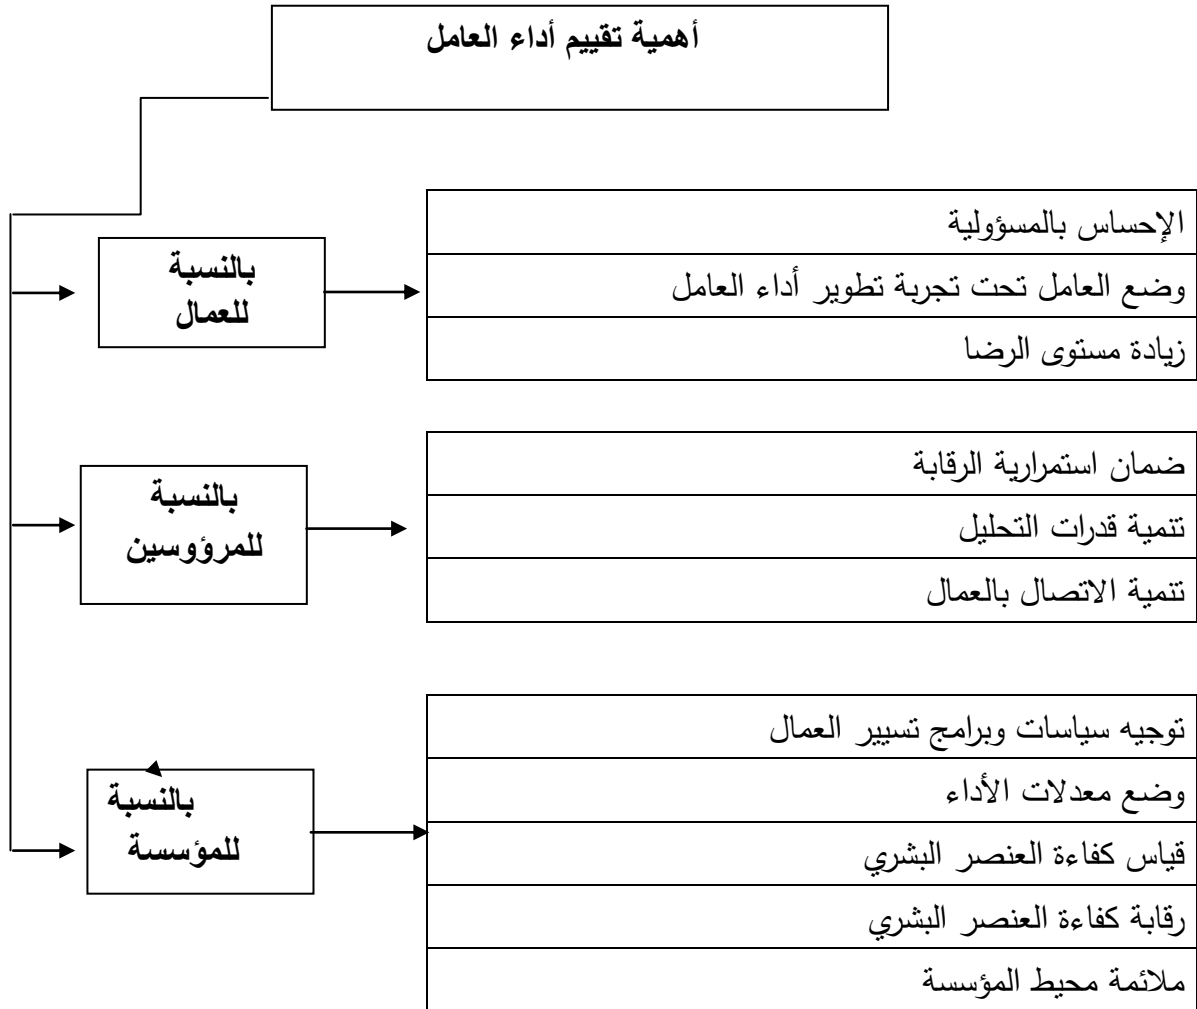 أهمية تقييم أداء العامل
بالنسبة
للعمال
الإحساس بالمسؤولية
وضع العامل تحت تجربة تطوير أداء العامل
زيادة مستوى الرضا
بالنسبة
للمرؤوسين
ضمان استمرارية الرقابة
تنمية قدرات التحليل
تنمية الاتصال بالعمال
بالنسبة
للمؤسسة
توجيه سياسات وبرامج تسيير العمال
وضع معدلات الأداء
قياس كفاءة العنصر البشري
رقابة كفاءة العنصر البشري
ملائمة محيط المؤسسة